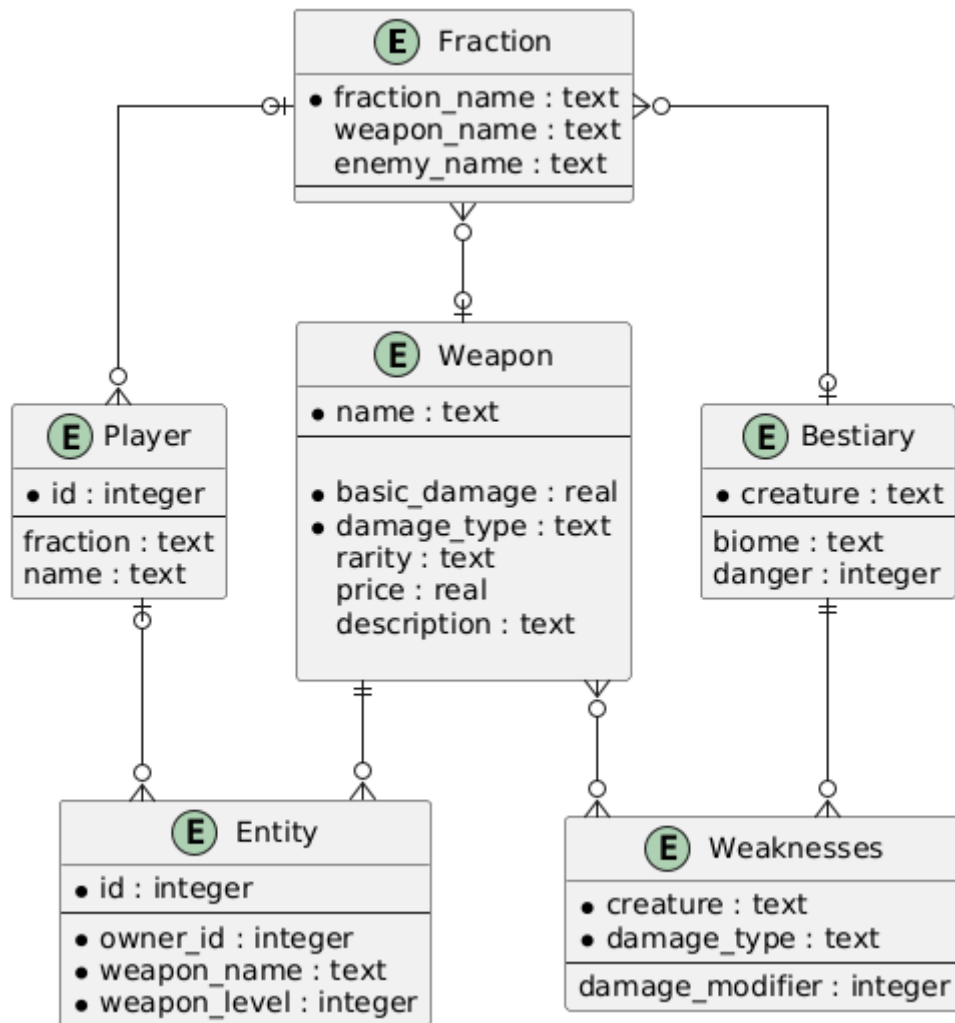 E Fraction
• fraction_name : text
weapon_name : text
enemy_name : text
E Weapon
• name : text
• basic_damage : real
• damage_type : text
rarity : text
price : real
description : text
E Player
• id : integer
fraction : text
name : text
E Bestiary
• creature : text
biome : text
danger : integer
E Entity
• id : integer
• owner_id : integer
• weapon_name : text
• weapon_level : integer
E Weaknesses
• creature : text
• damage_type : text
damage_modifier : integer